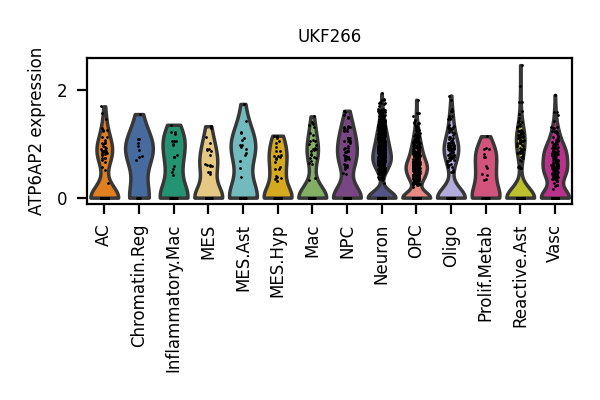 UKF266
ATP6AP2 expression
2
0
AC
Chromatin.Reg
Inflammatory.Mac
MES
MES.Ast
MES.Hyp
Mac
NPC
Neuron
OPC
Oligo
Prolif.Metab
Reactive.Ast
Vasc